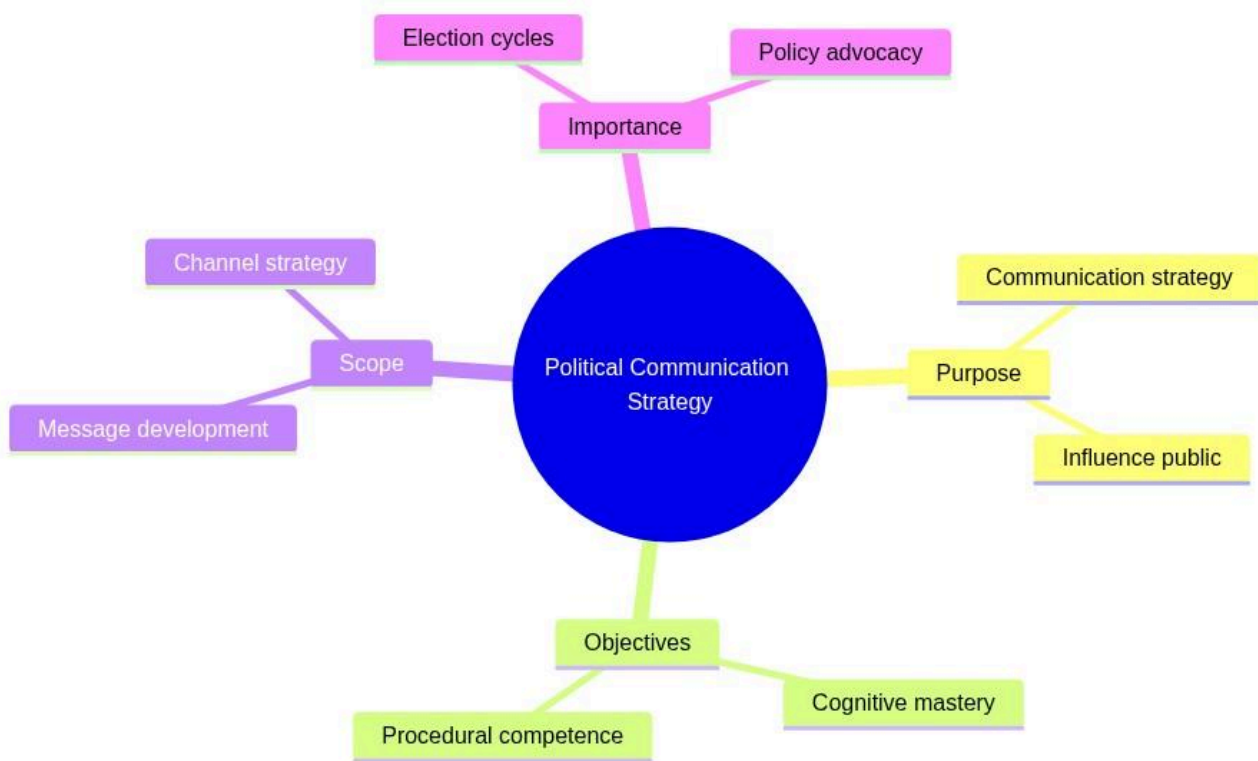 Election cycles
Policy advocacy
Importance
Channel strategy
Scope
Message development
Political Communication
Strategy
Communication strategy
Purpose
Influence public
Objectives
Cognitive mastery
Procedural competence